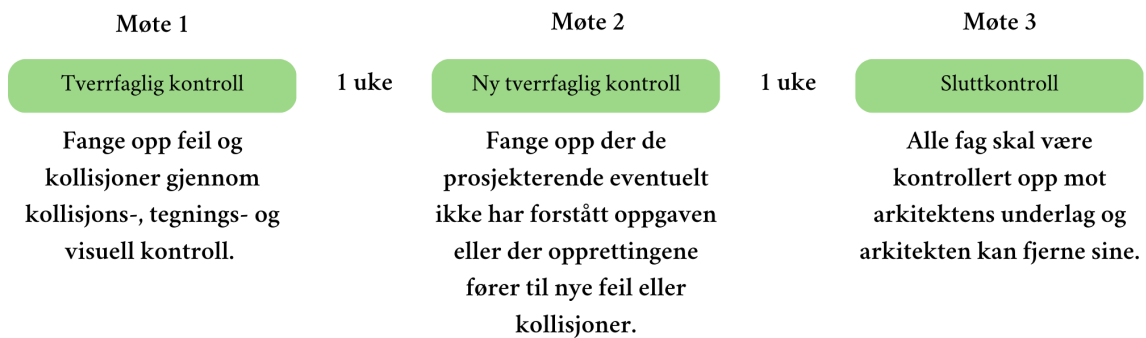 Møte 1
Tverrfaglig kontroll
Fange opp feil og
kollisjoner gjennom
kollisjons-, tegnings- og
visuell kontroll.
1 uke
Møte 2
Ny tverrfaglig kontroll
Fange opp der de
prosjekterende eventuelt
ikke har forstått oppgaven
eller der opprettingene
fører til nye feil eller
kollisjoner.
1 uke
Møte 3
Sluttkontroll
Alle fag skal være
kontrollert opp mot
arkitektens underlag og
arkitekten kan fjerne sine.